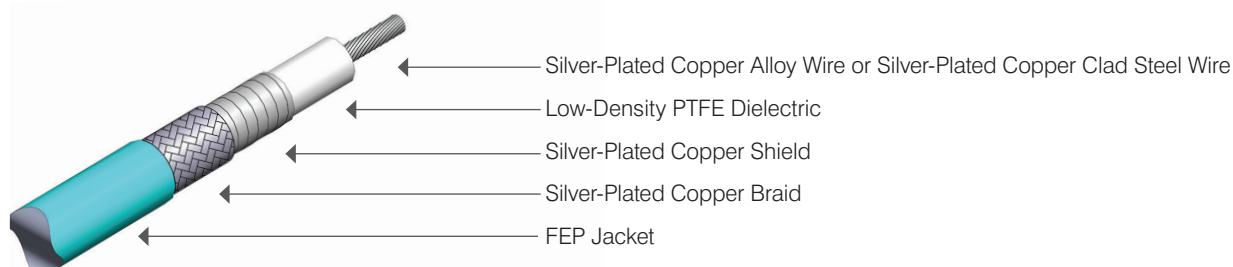 Silver-Plated Copper Alloy Wire or Silver-Plated Copper Clad Steel Wire
Low-Density PTFE Dielectric
Silver-Plated Copper Shield
Silver-Plated Copper Braid
FEP Jacket